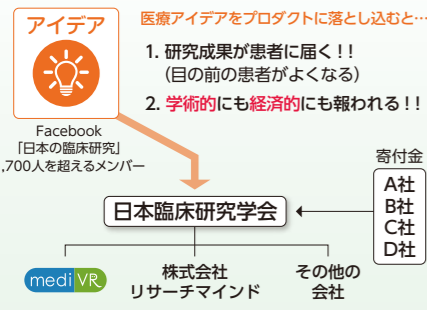 アイデア
医療アイデアをプロダクトに落とし込むと…
1. 研究成果が患者に届く!!
(目の前の患者がよくなる)
2. 学術的にも経済的にも報われる!!
Facebook
「日本の臨床研究」
,700人を超えるメンバー
寄付金
A社
B社
C社
D社
日本臨床研究学会
mediVR
株式会社
リサーチマインド
その他の
会社